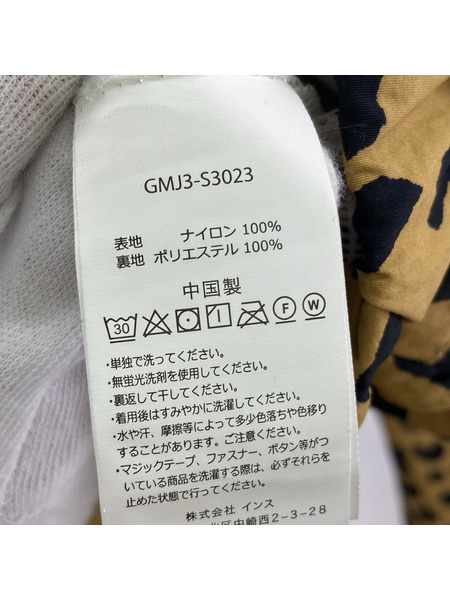 GMJ3-S3023
表地 ナイロン 100%
裏地 ポリエステル 100%
中国製
30 F W
・単独で洗ってください。
・無蛍光洗剤を使用してください。
・裏返して干してください。
・着用後はすみやかに洗濯してください。
・水や汗、摩擦等によって多少色落ちや色移り
することがあります。ご注意ください。
・マジックテープ、ファスナー、ボタン等がつ
いている商品を洗濯する際は、必ずそれらを
止めた状態で行ってください。
株式会社 インス
北区中崎西2-3-28